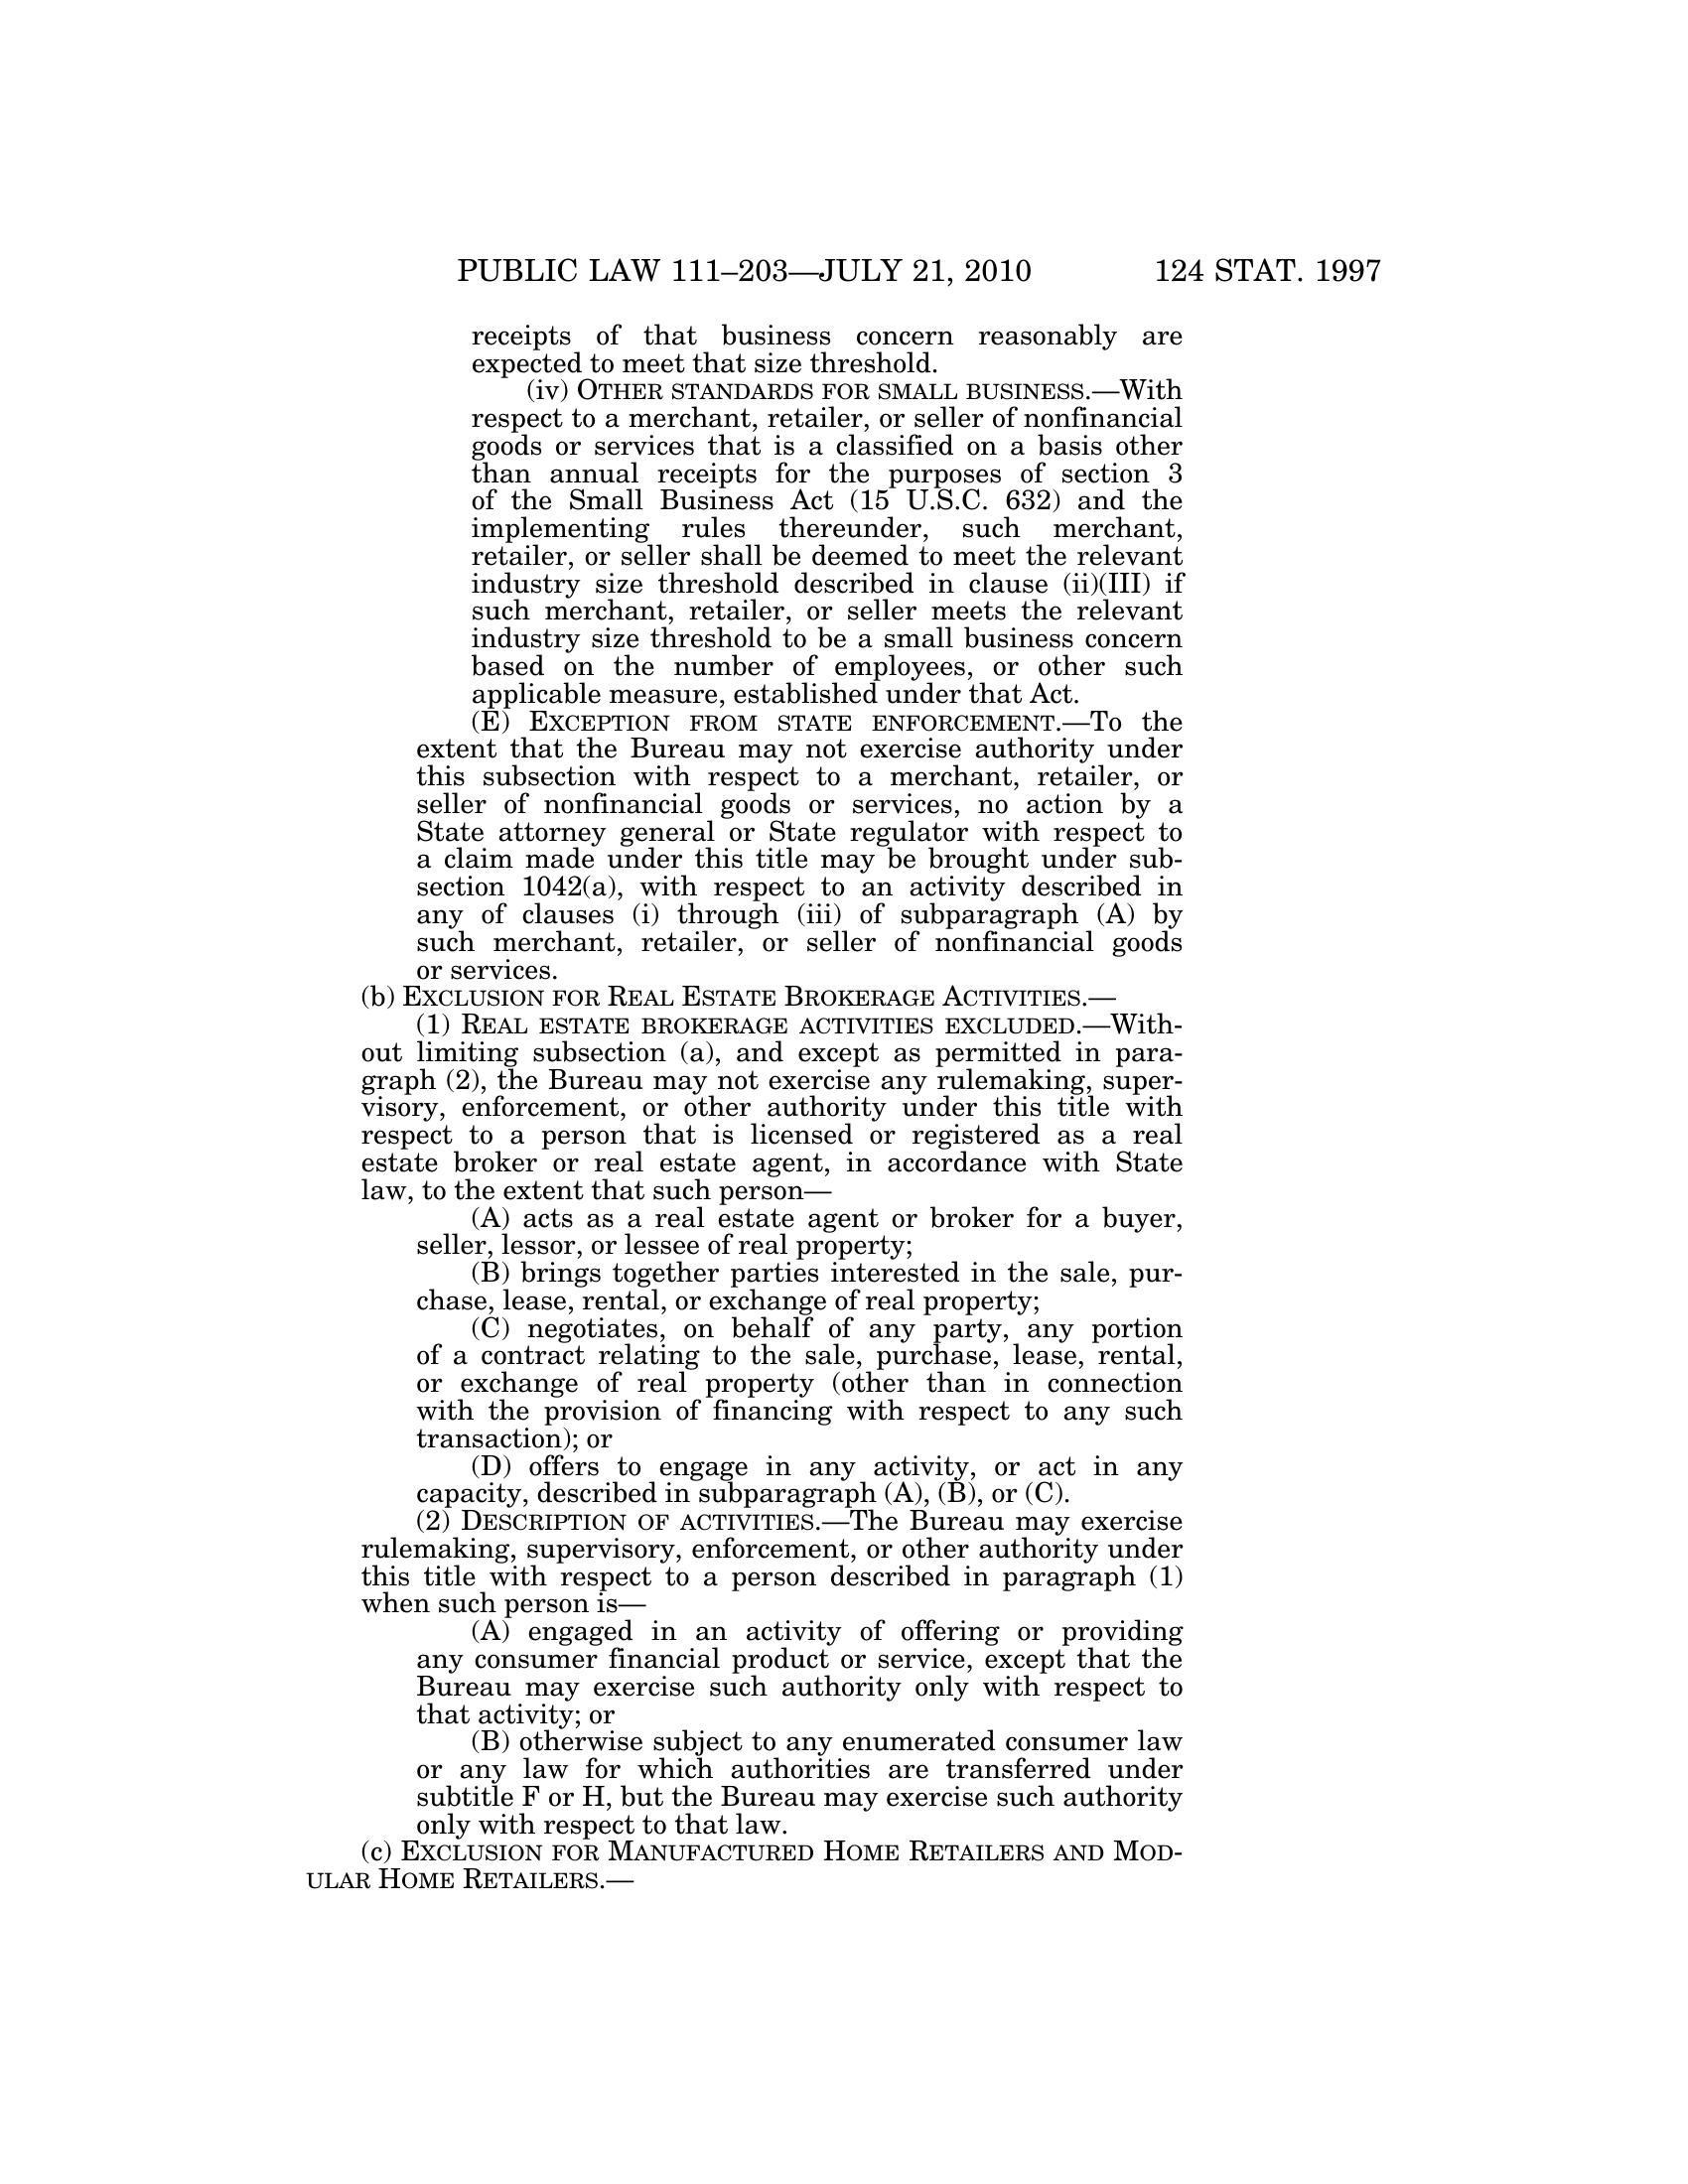 PUBLIC LAW 111–203—JULY 21, 2010 124 STAT. 1997
receipts of that business concern reasonably are
expected to meet that size threshold.
(iv) OTHER STANDARDS FOR SMALL BUSINESS.—With
respect to a merchant, retailer, or seller of nonfinancial
goods or services that is a classified on a basis other
than annual receipts for the purposes of section 3
of the Small Business Act (15 U.S.C. 632) and the
implementing rules thereunder, such merchant,
retailer, or seller shall be deemed to meet the relevant
industry size threshold described in clause (ii)(III) if
such merchant, retailer, or seller meets the relevant
industry size threshold to be a small business concern
based on the number of employees, or other such
applicable measure, established under that Act.
(E) EXCEPTION FROM STATE ENFORCEMENT.—To the
extent that the Bureau may not exercise authority under
this subsection with respect to a merchant, retailer, or
seller of nonfinancial goods or services, no action by a
State attorney general or State regulator with respect to
a claim made under this title may be brought under sub-
section 1042(a), with respect to an activity described in
any of clauses (i) through (iii) of subparagraph (A) by
such merchant, retailer, or seller of nonfinancial goods
or services.
(b) EXCLUSION FOR REAL ESTATE BROKERAGE ACTIVITIES.—
(1) REAL ESTATE BROKERAGE ACTIVITIES EXCLUDED.—With-
out limiting subsection (a), and except as permitted in para-
graph (2), the Bureau may not exercise any rulemaking, super-
visory, enforcement, or other authority under this title with
respect to a person that is licensed or registered as a real
estate broker or real estate agent, in accordance with State
law, to the extent that such person—
(A) acts as a real estate agent or broker for a buyer,
seller, lessor, or lessee of real property;
(B) brings together parties interested in the sale, pur-
chase, lease, rental, or exchange of real property;
(C) negotiates, on behalf of any party, any portion
of a contract relating to the sale, purchase, lease, rental,
or exchange of real property (other than in connection
with the provision of financing with respect to any such
transaction); or
(D) offers to engage in any activity, or act in any
capacity, described in subparagraph (A), (B), or (C).
(2) DESCRIPTION OF ACTIVITIES.—The Bureau may exercise
rulemaking, supervisory, enforcement, or other authority under
this title with respect to a person described in paragraph (1)
when such person is—
(A) engaged in an activity of offering or providing
any consumer financial product or service, except that the
Bureau may exercise such authority only with respect to
that activity; or
(B) otherwise subject to any enumerated consumer law
or any law for which authorities are transferred under
subtitle F or H, but the Bureau may exercise such authority
only with respect to that law.
(c) EXCLUSION FOR MANUFACTURED HOME RETAILERS AND MOD-
ULAR HOME RETAILERS.—